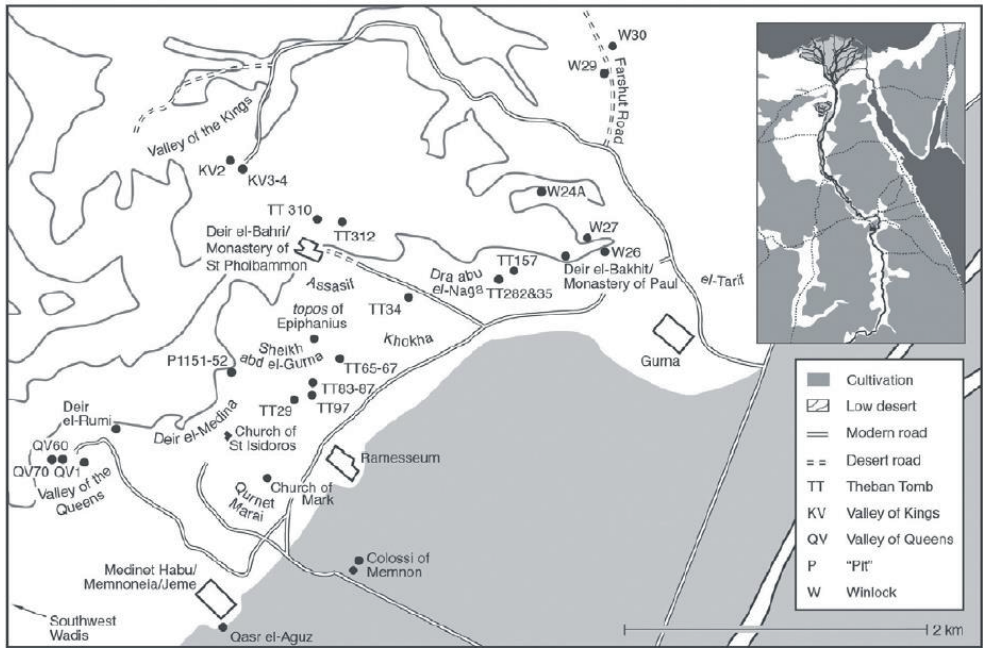 W30
W29
Farshut Road
Valley of the Kings
KV2
KV3-4
W24A
TT 310
TT312
Deir el-Bahri/
Monastery of
St Phoibammon
W27
W26
TT157
Deir el-Bakhit/
Monastery of Paul
Dra abu
el-Naga
TT282&35
el-Tarif
Assasif
TT34
topos of
Epiphanius
Khokha
Gurna
P1151-52
Sheikh
abd el-Gurna
TT65-67
TT83-87
TT29
TT97
Deir
el-Rumi
Deir el-Medina
Church of
St Isidoros
QV60
QV70
QV1
Valley of the
Queens
Ramesseum
Church of
Mark
Qurnet
Marai
Colossi of
Memnon
Medinet Habu/
Memnoneia/Jeme
Southwest
Wadis
Qasr el-Aguz
2 km
Cultivation
Low desert
Modern road
Desert road
TT Theban Tomb
KV Valley of Kings
QV Valley of Queens
P "Pit"
W Winlock